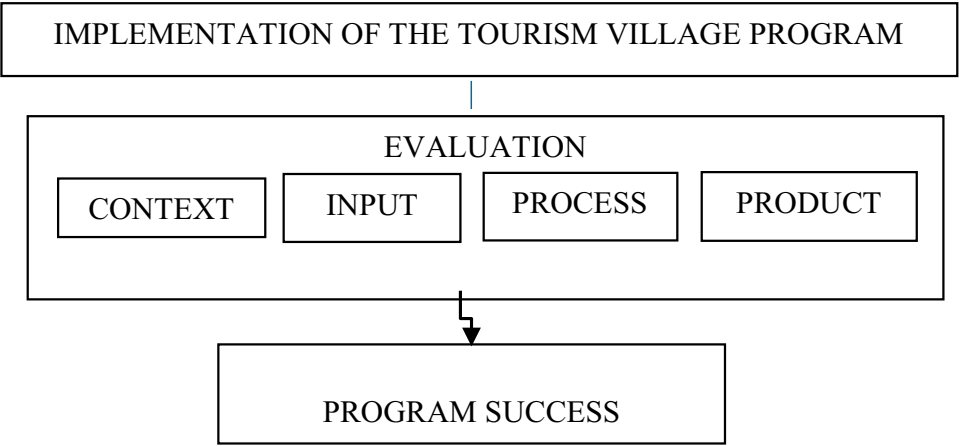 IMPLEMENTATION OF THE TOURISM VILLAGE PROGRAM
EVALUATION
CONTEXT
INPUT
PROCESS
PRODUCT
PROGRAM SUCCESS